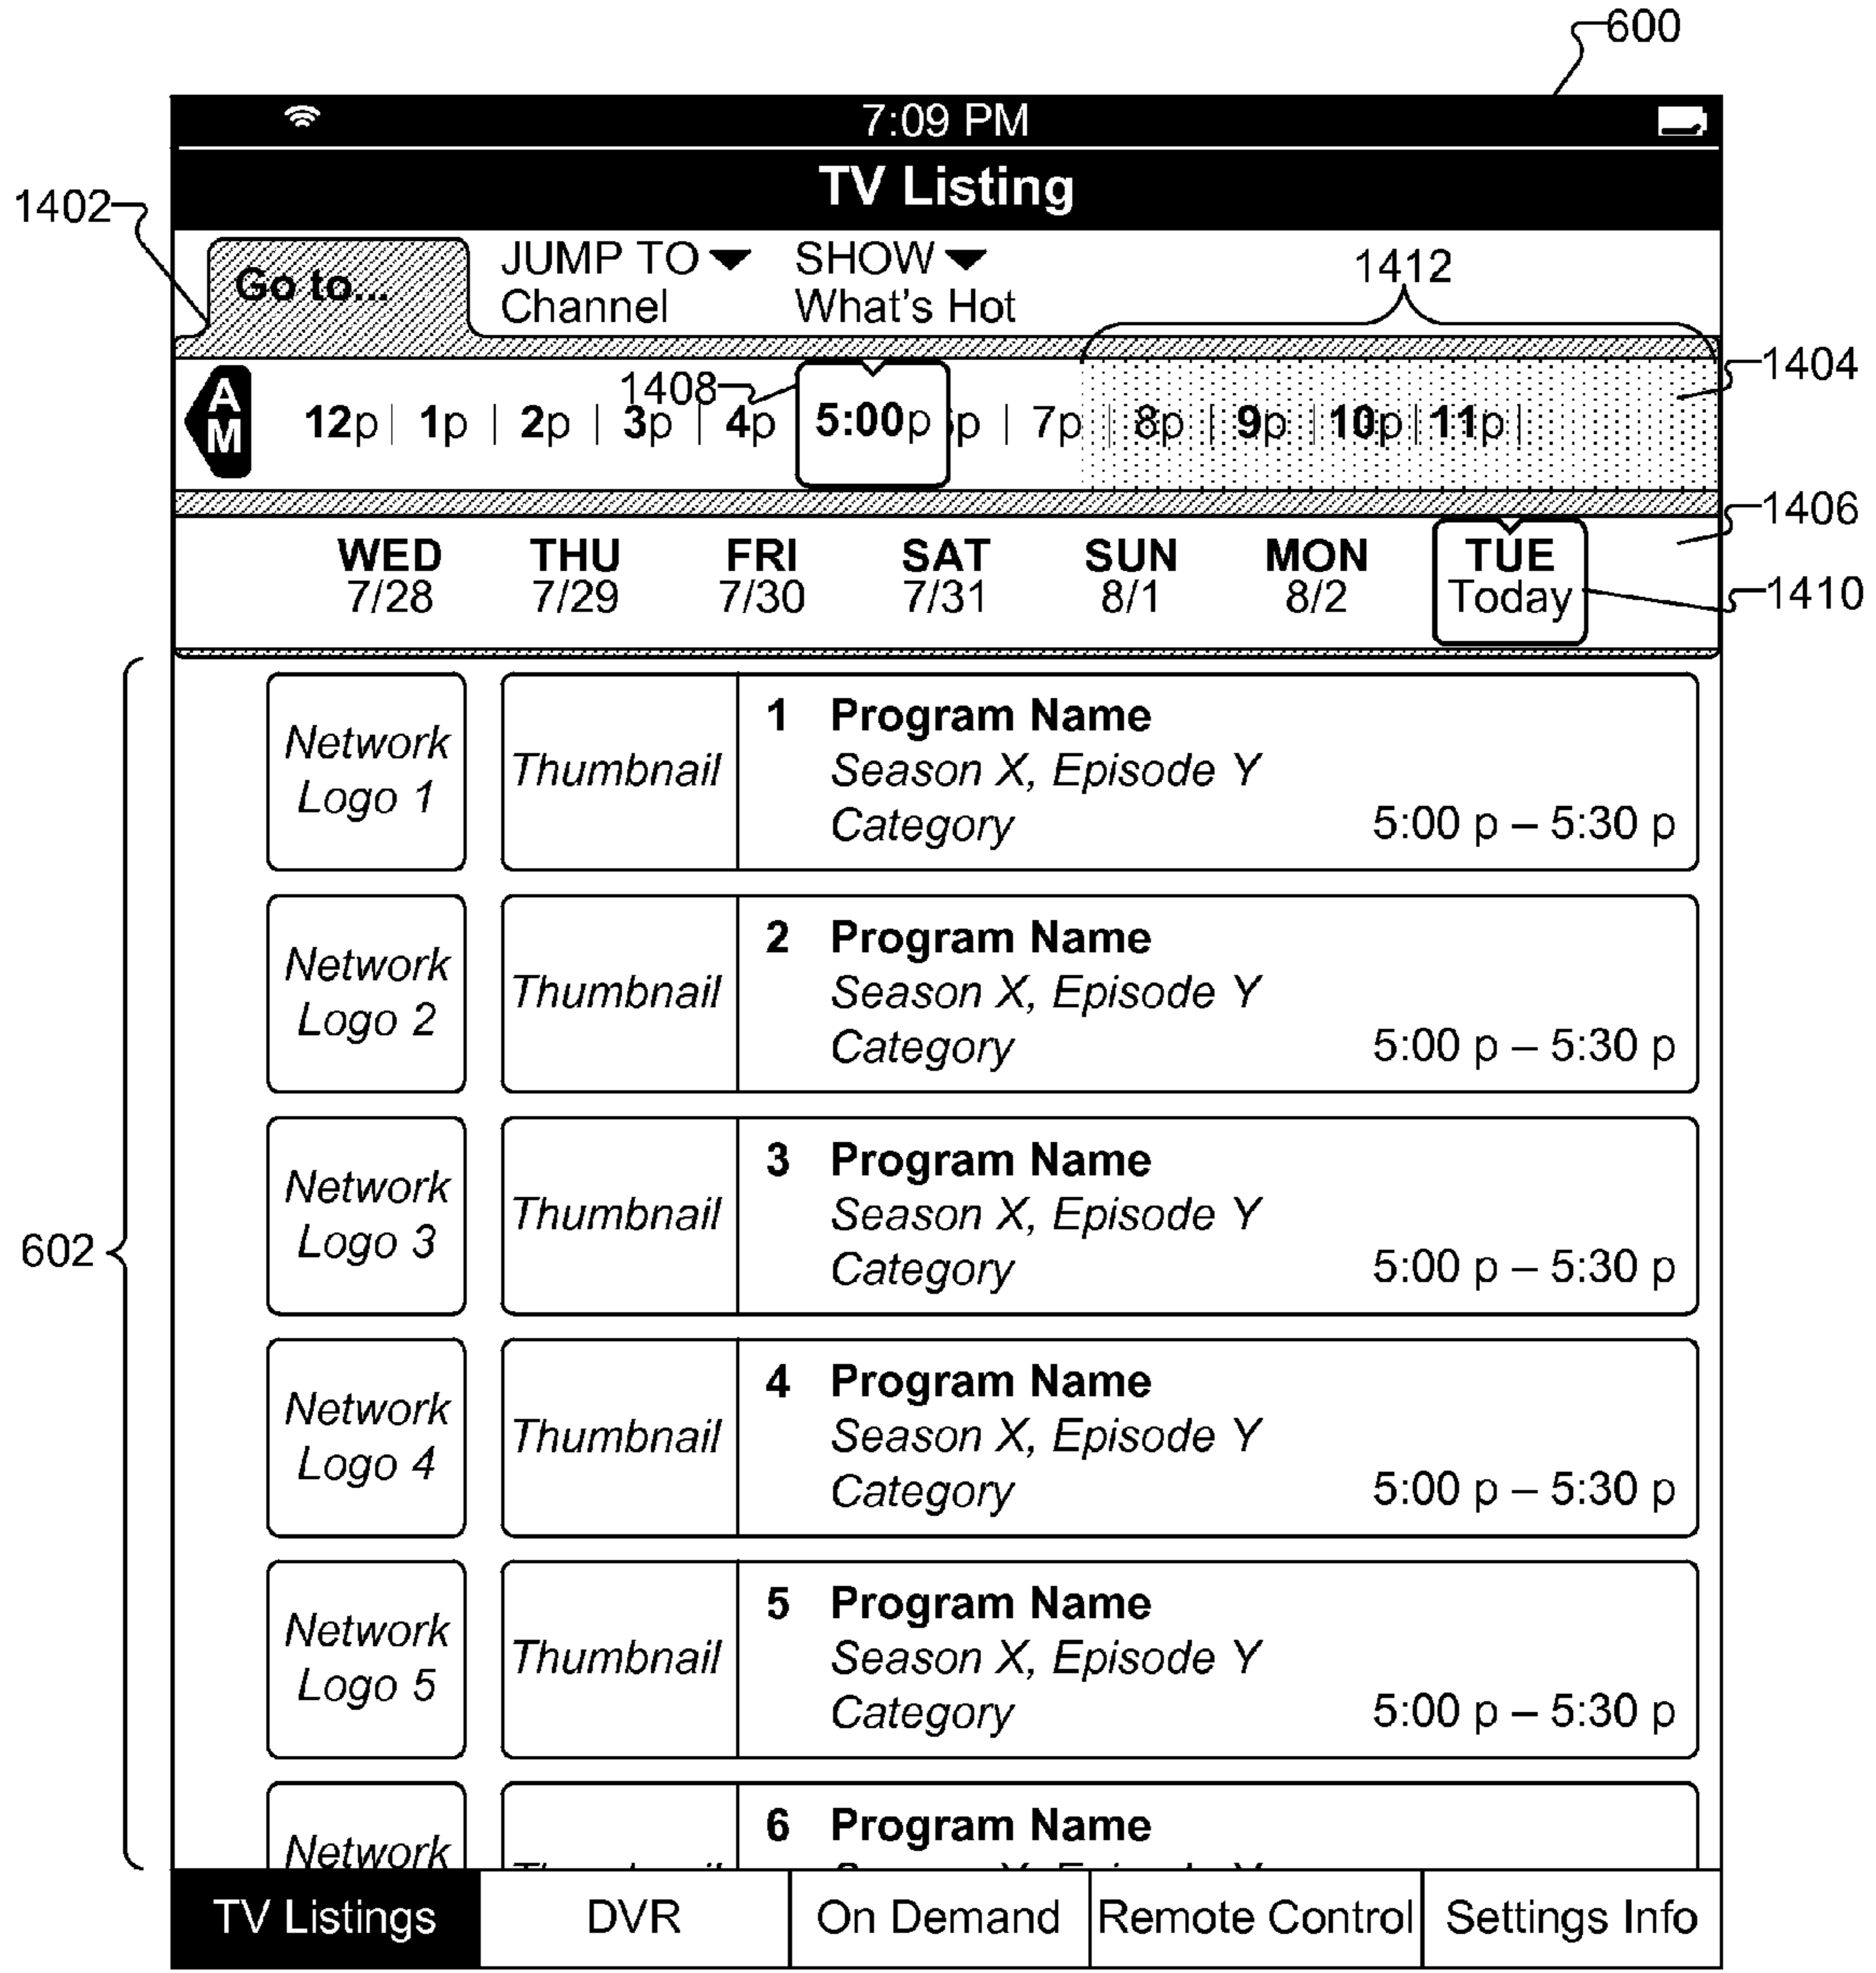 600
7:09 PM
TV Listing
1402
Go to...
JUMP TO
Channel
SHOW
What's Hot
1412
1404
AM
1408
12p | 1p | 2p | 3p | 4p 5:00p p | 7p | 8p | 9p | 10p | 11p |
1406
WED THU FRI SAT SUN MON TUE
7/28 7/29 7/30 7/31 8/1 8/2 Today
1410
602
Network
Logo 1
Thumbnail
1 Program Name
Season X, Episode Y
Category 5:00 p – 5:30 p
Network
Logo 2
Thumbnail
2 Program Name
Season X, Episode Y
Category 5:00 p – 5:30 p
Network
Logo 3
Thumbnail
3 Program Name
Season X, Episode Y
Category 5:00 p – 5:30 p
Network
Logo 4
Thumbnail
4 Program Name
Season X, Episode Y
Category 5:00 p – 5:30 p
Network
Logo 5
Thumbnail
5 Program Name
Season X, Episode Y
Category 5:00 p – 5:30 p
Network
6 Program Name
TV Listings DVR On Demand Remote Control Settings Info